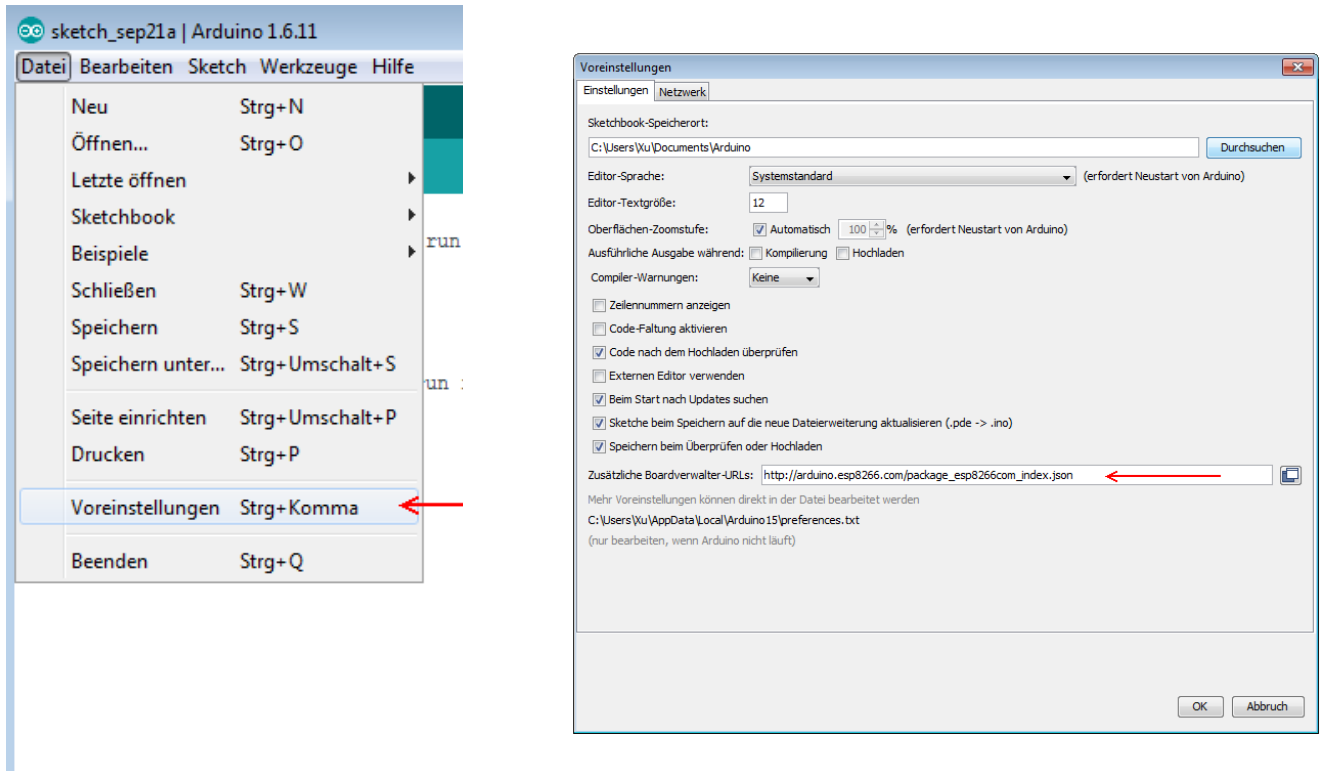 sketch_sep21a | Arduino 1.6.11
Datei Bearbeiten Sketch Werkzeuge Hilfe
Neu Strg+N
Öffnen... Strg+O
Letzte öffnen
Sketchbook
run
Beispiele
Schließen Strg+W
Speichern Strg+S
Speichern unter... Strg+Umschalt+S
un
Seite einrichten Strg+Umschalt+P
Drucken Strg+P
Voreinstellungen Strg+Komma
Beenden Strg+Q
Voreinstellungen
Einstellungen Netzwerk
Sketchbook-Speicherort:
C:\Users\Xu\Documents\Arduino Durchsuchen
Editor-Sprache: Systemstandard (erfordert Neustart von Arduino)
Editor-Textgröße: 12
Oberflächen-Zoomstufe: Automatisch 100 % (erfordert Neustart von Arduino)
Ausführliche Ausgabe während: Kompilierung Hochladen
Compiler-Warnungen: Keine
Zeilennummern anzeigen
Code-Faltung aktivieren
Code nach dem Hochladen überprüfen
Externen Editor verwenden
Beim Start nach Updates suchen
Sketche beim Speichern auf die neue Dateierweiterung aktualisieren (.pde -> .ino)
Speichern beim Überprüfen oder Hochladen
Zusätzliche Boardverwalter-URLs: http://arduino.esp8266.com/package_esp8266com_index.json
Mehr Voreinstellungen können direkt in der Datei bearbeitet werden
C:\Users\Xu\AppData\Local\Arduino15\preferences.txt
(nur bearbeiten, wenn Arduino nicht läuft)
OK Abbruch